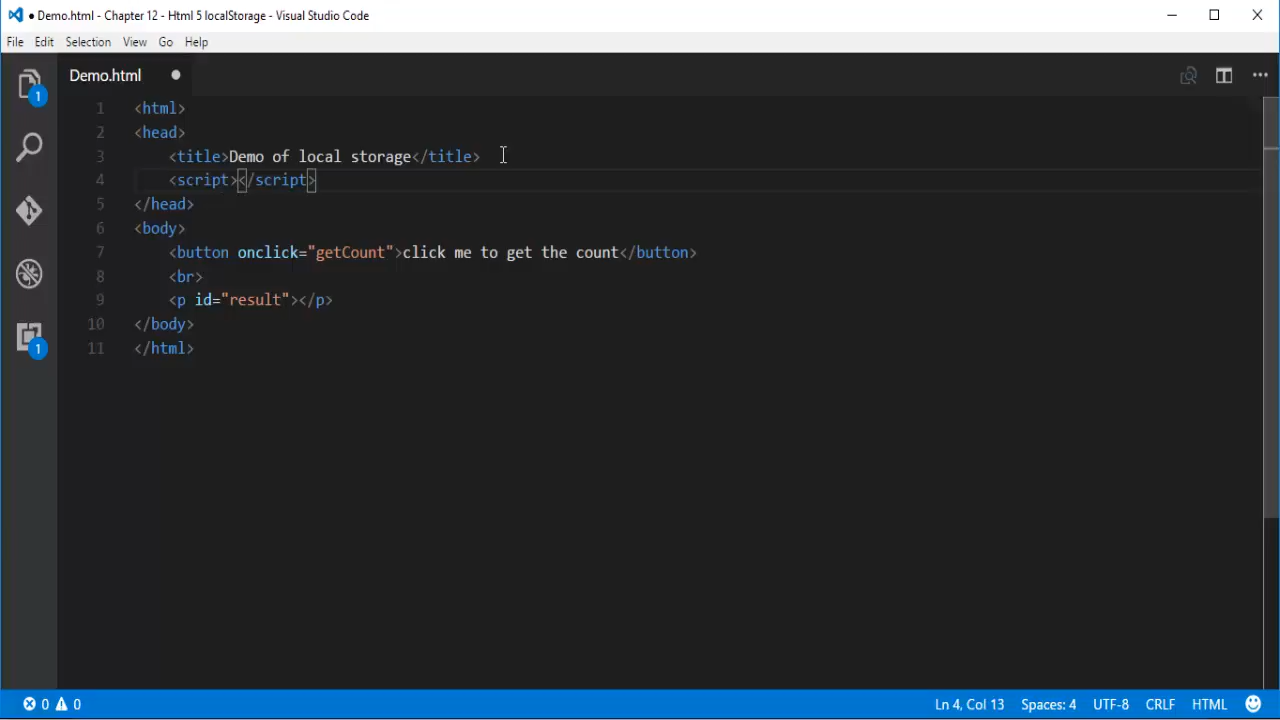 ● Demo.html - Chapter 12 - Html 5 localStorage - Visual Studio Code
File Edit Selection View Go Help
Demo.html ●
1 <html>
2 <head>
3     <title>Demo of local storage</title>
4     <script></script>
5 </head>
6 <body>
7     <button onclick="getCount">click me to get the count</button>
8     <br>
9     <p id="result"></p>
10 </body>
11 </html>
1
1
0 0 Ln 4, Col 13 Spaces: 4 UTF-8 CRLF HTML